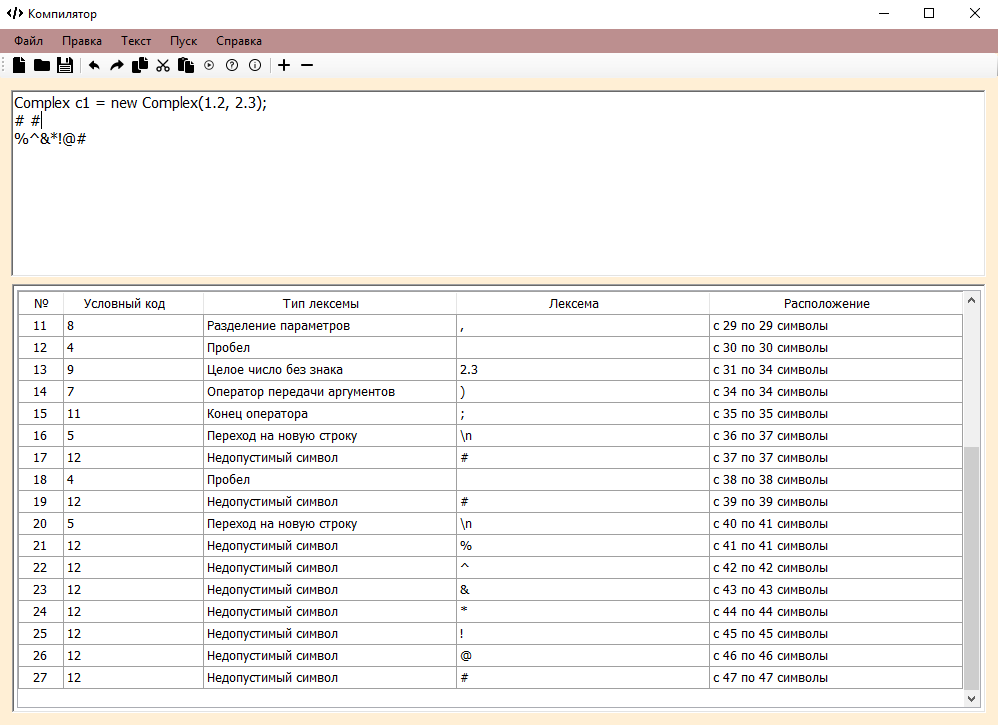 </> Компилятор
Файл Правка Текст Пуск Справка
Complex c1 = new Complex(1.2, 2.3);
# #
%^&*!@#
№ Условный код Тип лексемы Лексема Расположение
11 8 Разделение параметров , с 29 по 29 символы
12 4 Пробел с 30 по 30 символы
13 9 Целое число без знака 2.3 с 31 по 34 символы
14 7 Оператор передачи аргументов ) с 34 по 34 символы
15 11 Конец оператора ; с 35 по 35 символы
16 5 Переход на новую строку \n с 36 по 37 символы
17 12 Недопустимый символ # с 37 по 37 символы
18 4 Пробел с 38 по 38 символы
19 12 Недопустимый символ # с 39 по 39 символы
20 5 Переход на новую строку \n с 40 по 41 символы
21 12 Недопустимый символ % с 41 по 41 символы
22 12 Недопустимый символ ^ с 42 по 42 символы
23 12 Недопустимый символ & с 43 по 43 символы
24 12 Недопустимый символ * с 44 по 44 символы
25 12 Недопустимый символ ! с 45 по 45 символы
26 12 Недопустимый символ @ с 46 по 46 символы
27 12 Недопустимый символ # с 47 по 47 символы